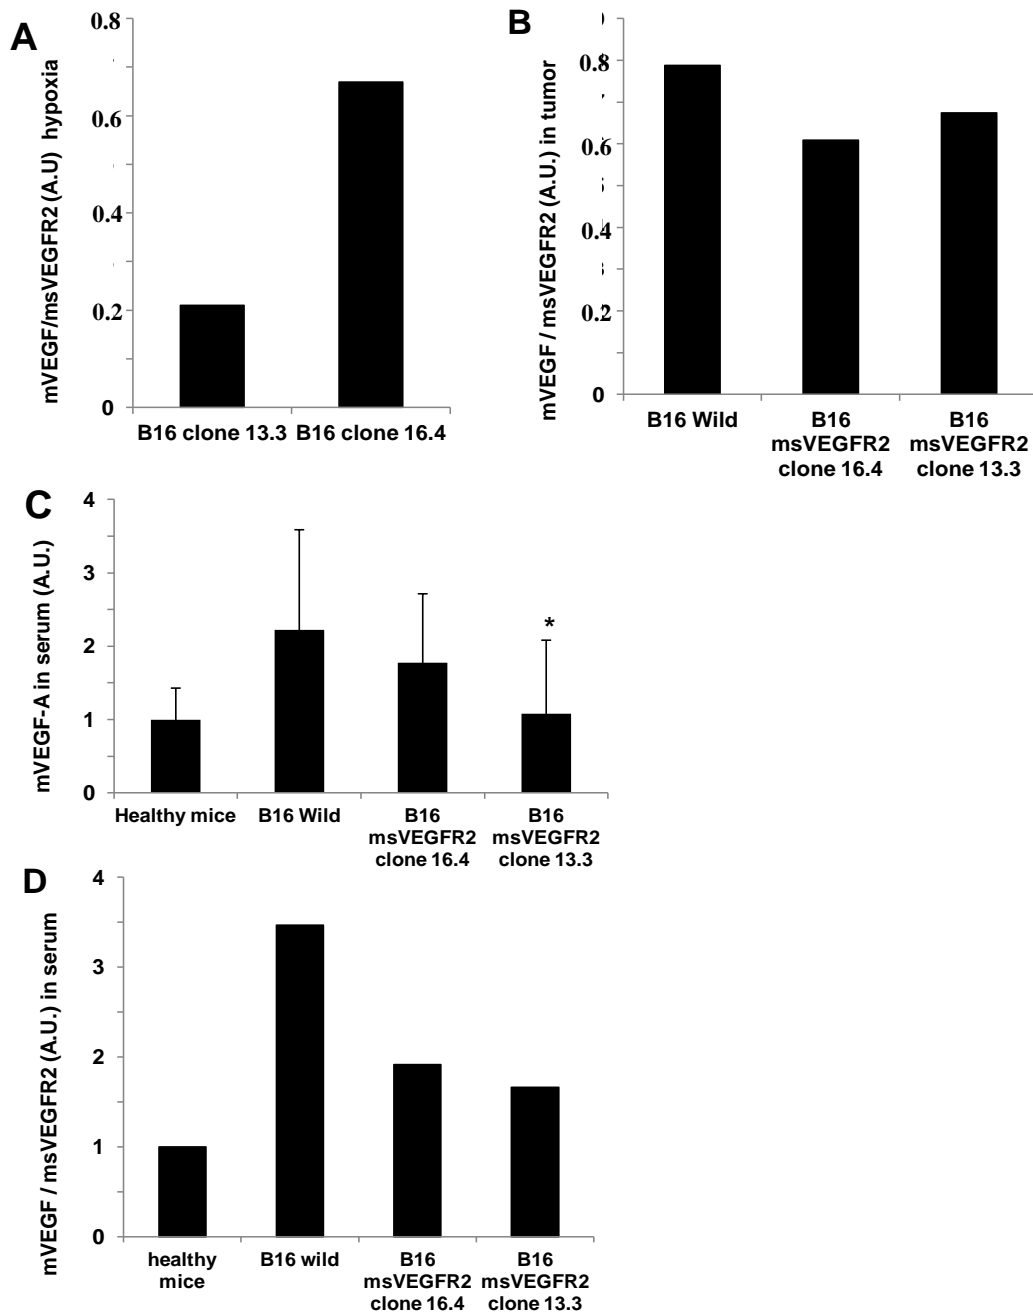 A
mVEGF/msVEGFR2 (A.U) hypoxia
0.8
0.6
0.4
0.2
0
B16 clone 13.3 B16 clone 16.4
B
mVEGF / msVEGFR2 (A.U.) in tumor
0.8
0.6
0.4
0.2
0
B16 Wild
B16
msVEGFR2
clone 16.4
B16
msVEGFR2
clone 13.3
C
mVEGF-A in serum (A.U.)
4
3
2
1
0
*
Healthy mice
B16 Wild
B16
msVEGFR2
clone 16.4
B16
msVEGFR2
clone 13.3
D
mVEGF / msVEGFR2 (A.U.) in serum
4
3
2
1
0
healthy
mice
B16 wild
B16
msVEGFR2
clone 16.4
B16
msVEGFR2
clone 13.3